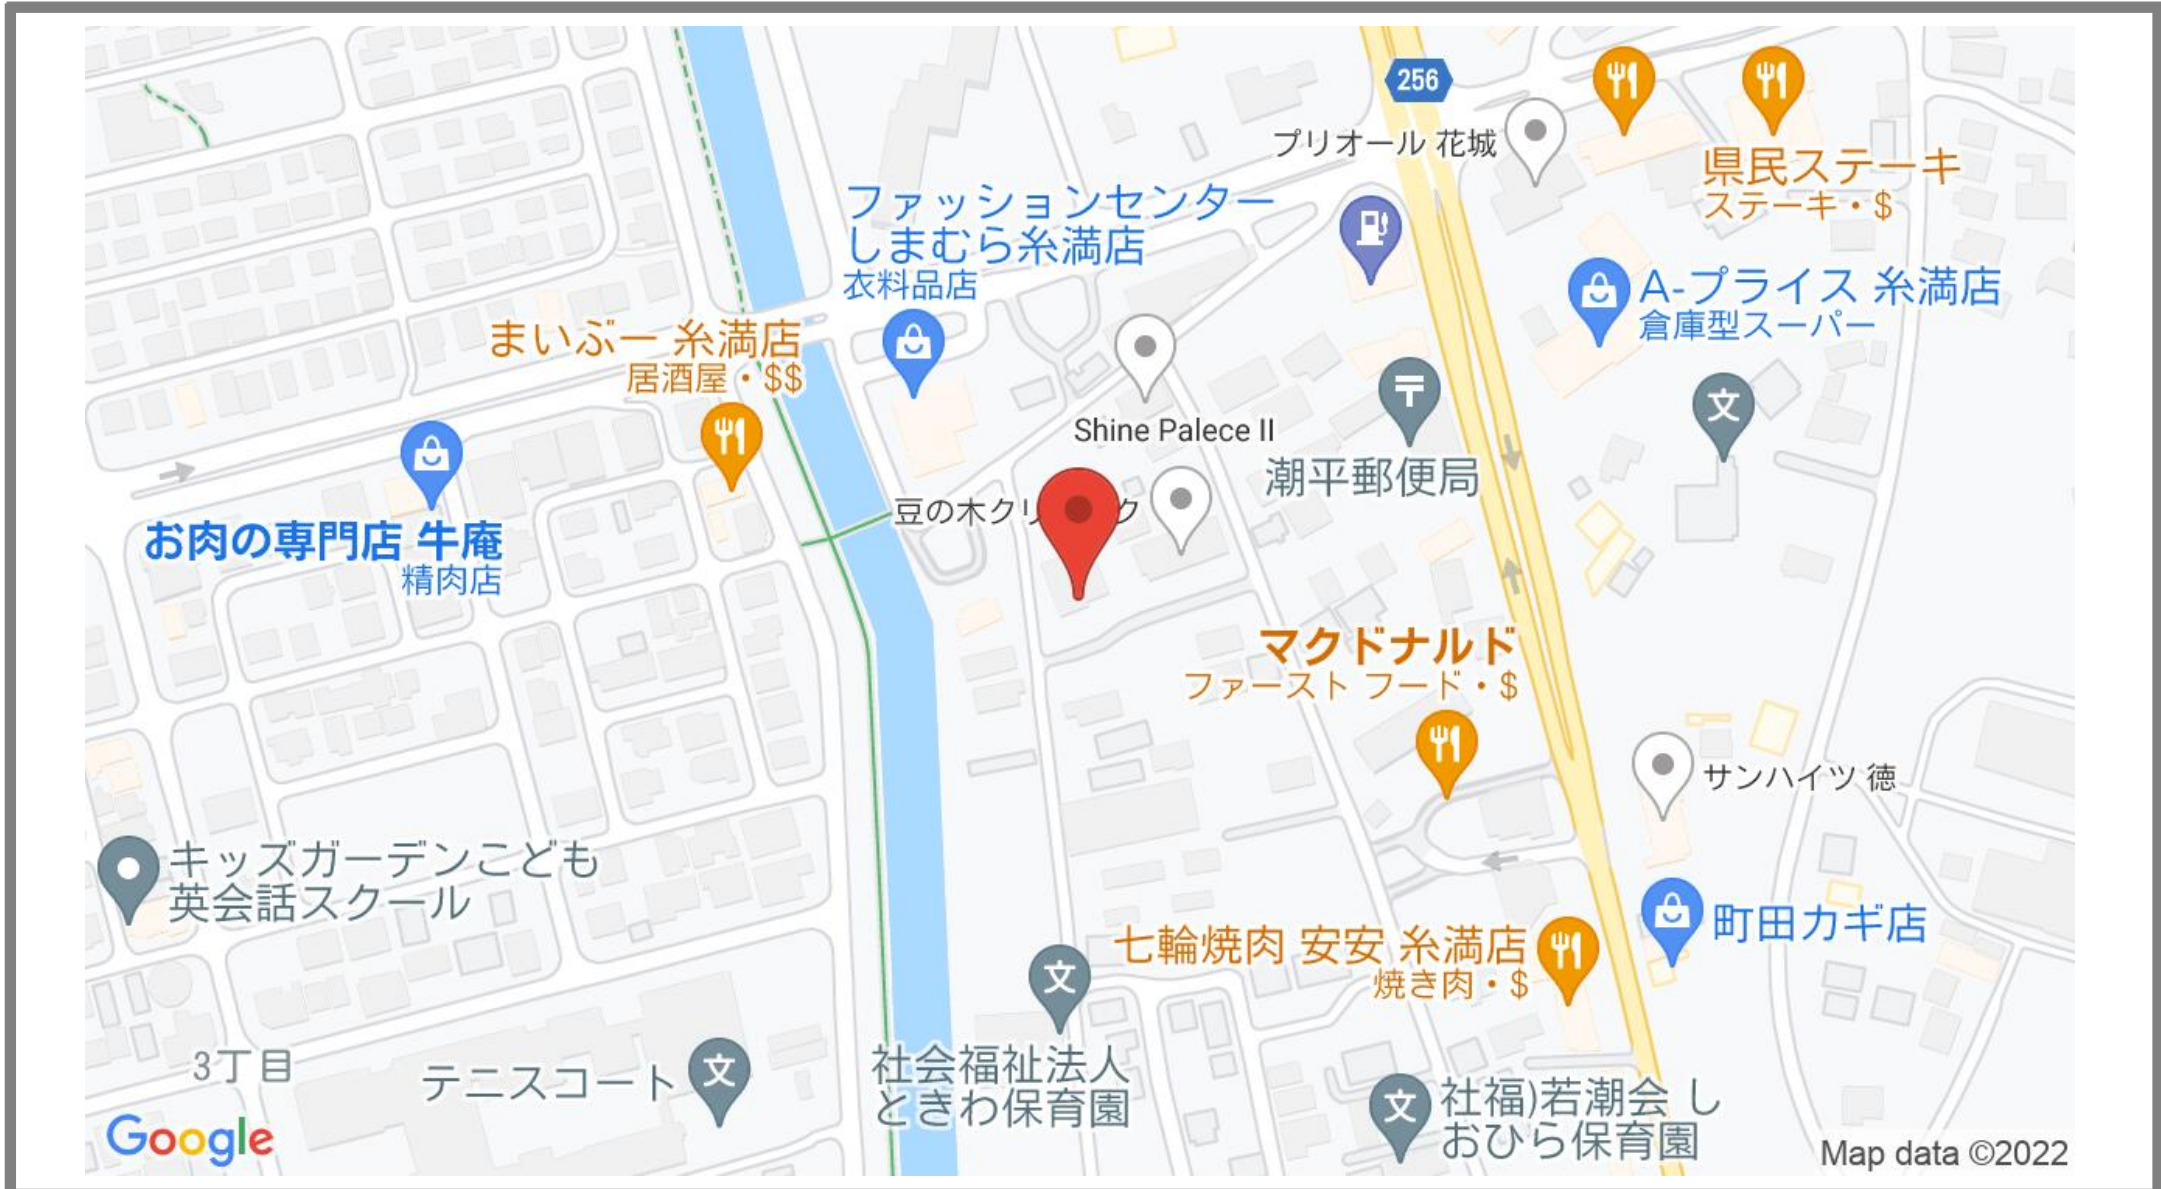 256
プリオール 花城
県民ステーキ
ステーキ・$
ファッションセンター
しまむら糸満店
衣料品店
A-プライス 糸満店
倉庫型スーパー
まいぶー 糸満店
居酒屋・$$
文
〒
Shine Palece II
潮平郵便局
豆の木クリ
ク
お肉の専門店 牛庵
精肉店
マクドナルド
ファースト フード・$
サンハイツ 徳
キッズガーデンこども
英会話スクール
町田カギ店
七輪焼肉 安安 糸満店
焼き肉・$
文
3丁目
テニスコート
文
社会福祉法人
ときわ保育園
文
社福)若潮会 し
おひら保育園
Google
Map data ©2022